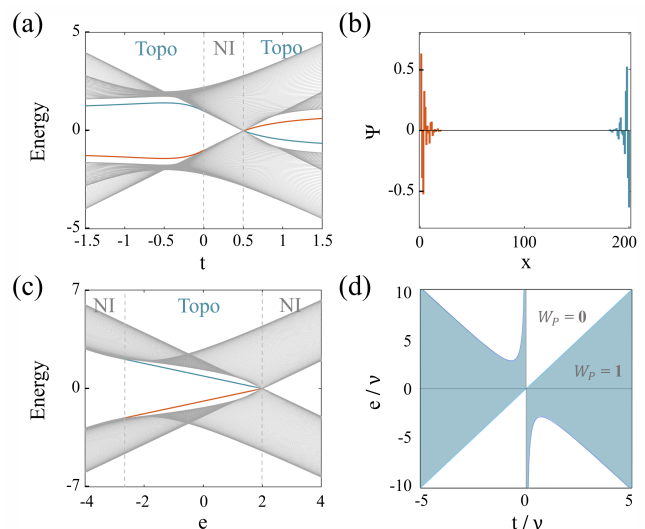 (a)
5
Topo NI Topo
Energy
0
-5
-1.5 -1 -0.5 0 0.5 1 1.5
t
(b)
0.5
Ψ
0
-0.5
0 100 200
x
(c)
7
NI Topo NI
Energy
0
-7
-4 -2 0 2 4
e
(d)
10
W_P = 0
5
e / ν
0
W_P = 1
-5
-10
-5 0 5
t / ν